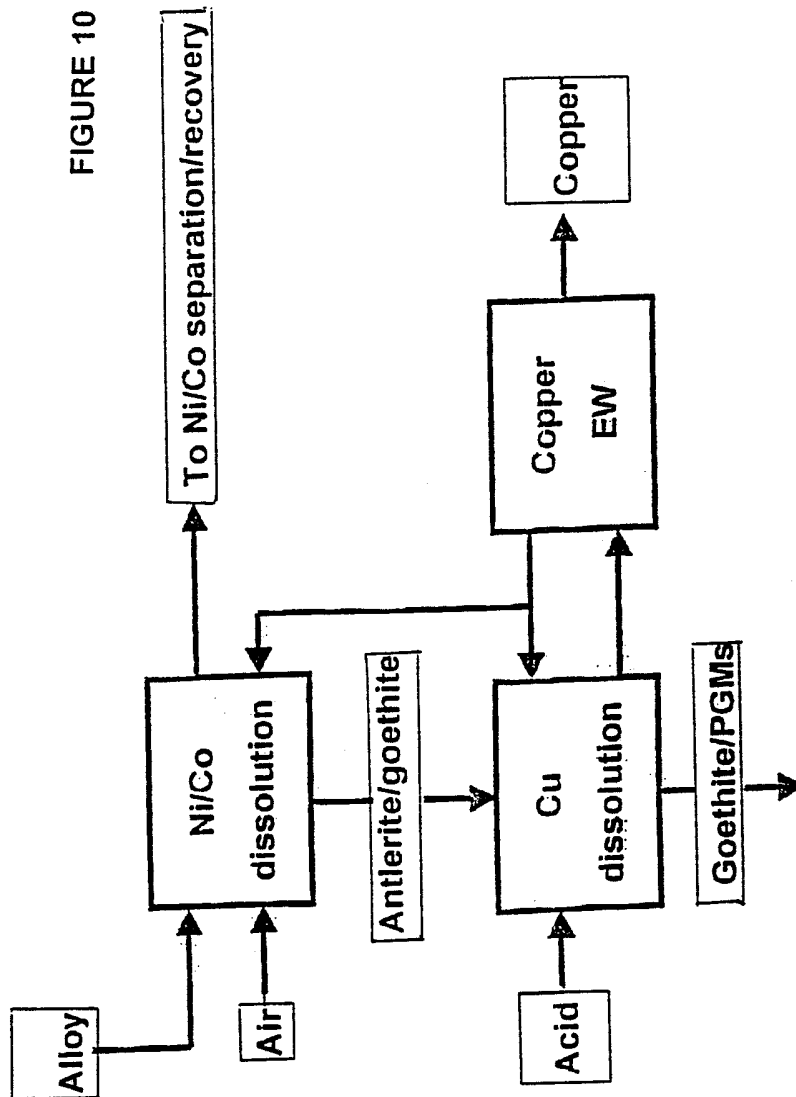 FIGURE 10
Alloy
Air
Ni/Co
dissolution
To Ni/Co separation/recovery
Antlerite/goethite
Acid
Cu
dissolution
Copper
EW
Copper
Goethite/PGMs